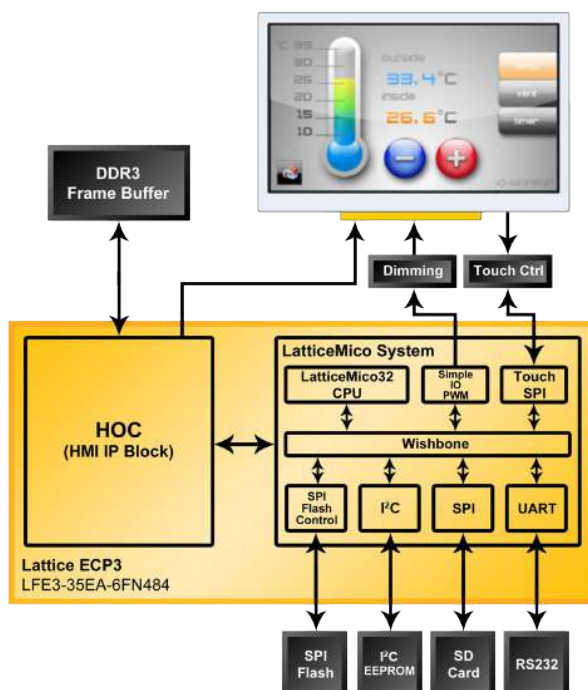 °C 35
30
25
20
15
10
outside
33.4°C
inside
26.6°C
vent
timer
DDR3
Frame Buffer
Dimming
Touch Ctrl
HOC
(HMI IP Block)
LatticeMico System
LatticeMico32
CPU
Simple
IO
PWM
Touch
SPI
Wishbone
SPI
Flash
Control
I²C
SPI
UART
Lattice ECP3
LFE3-35EA-6FN484
SPI
Flash
I²C
EEPROM
SD
Card
RS232